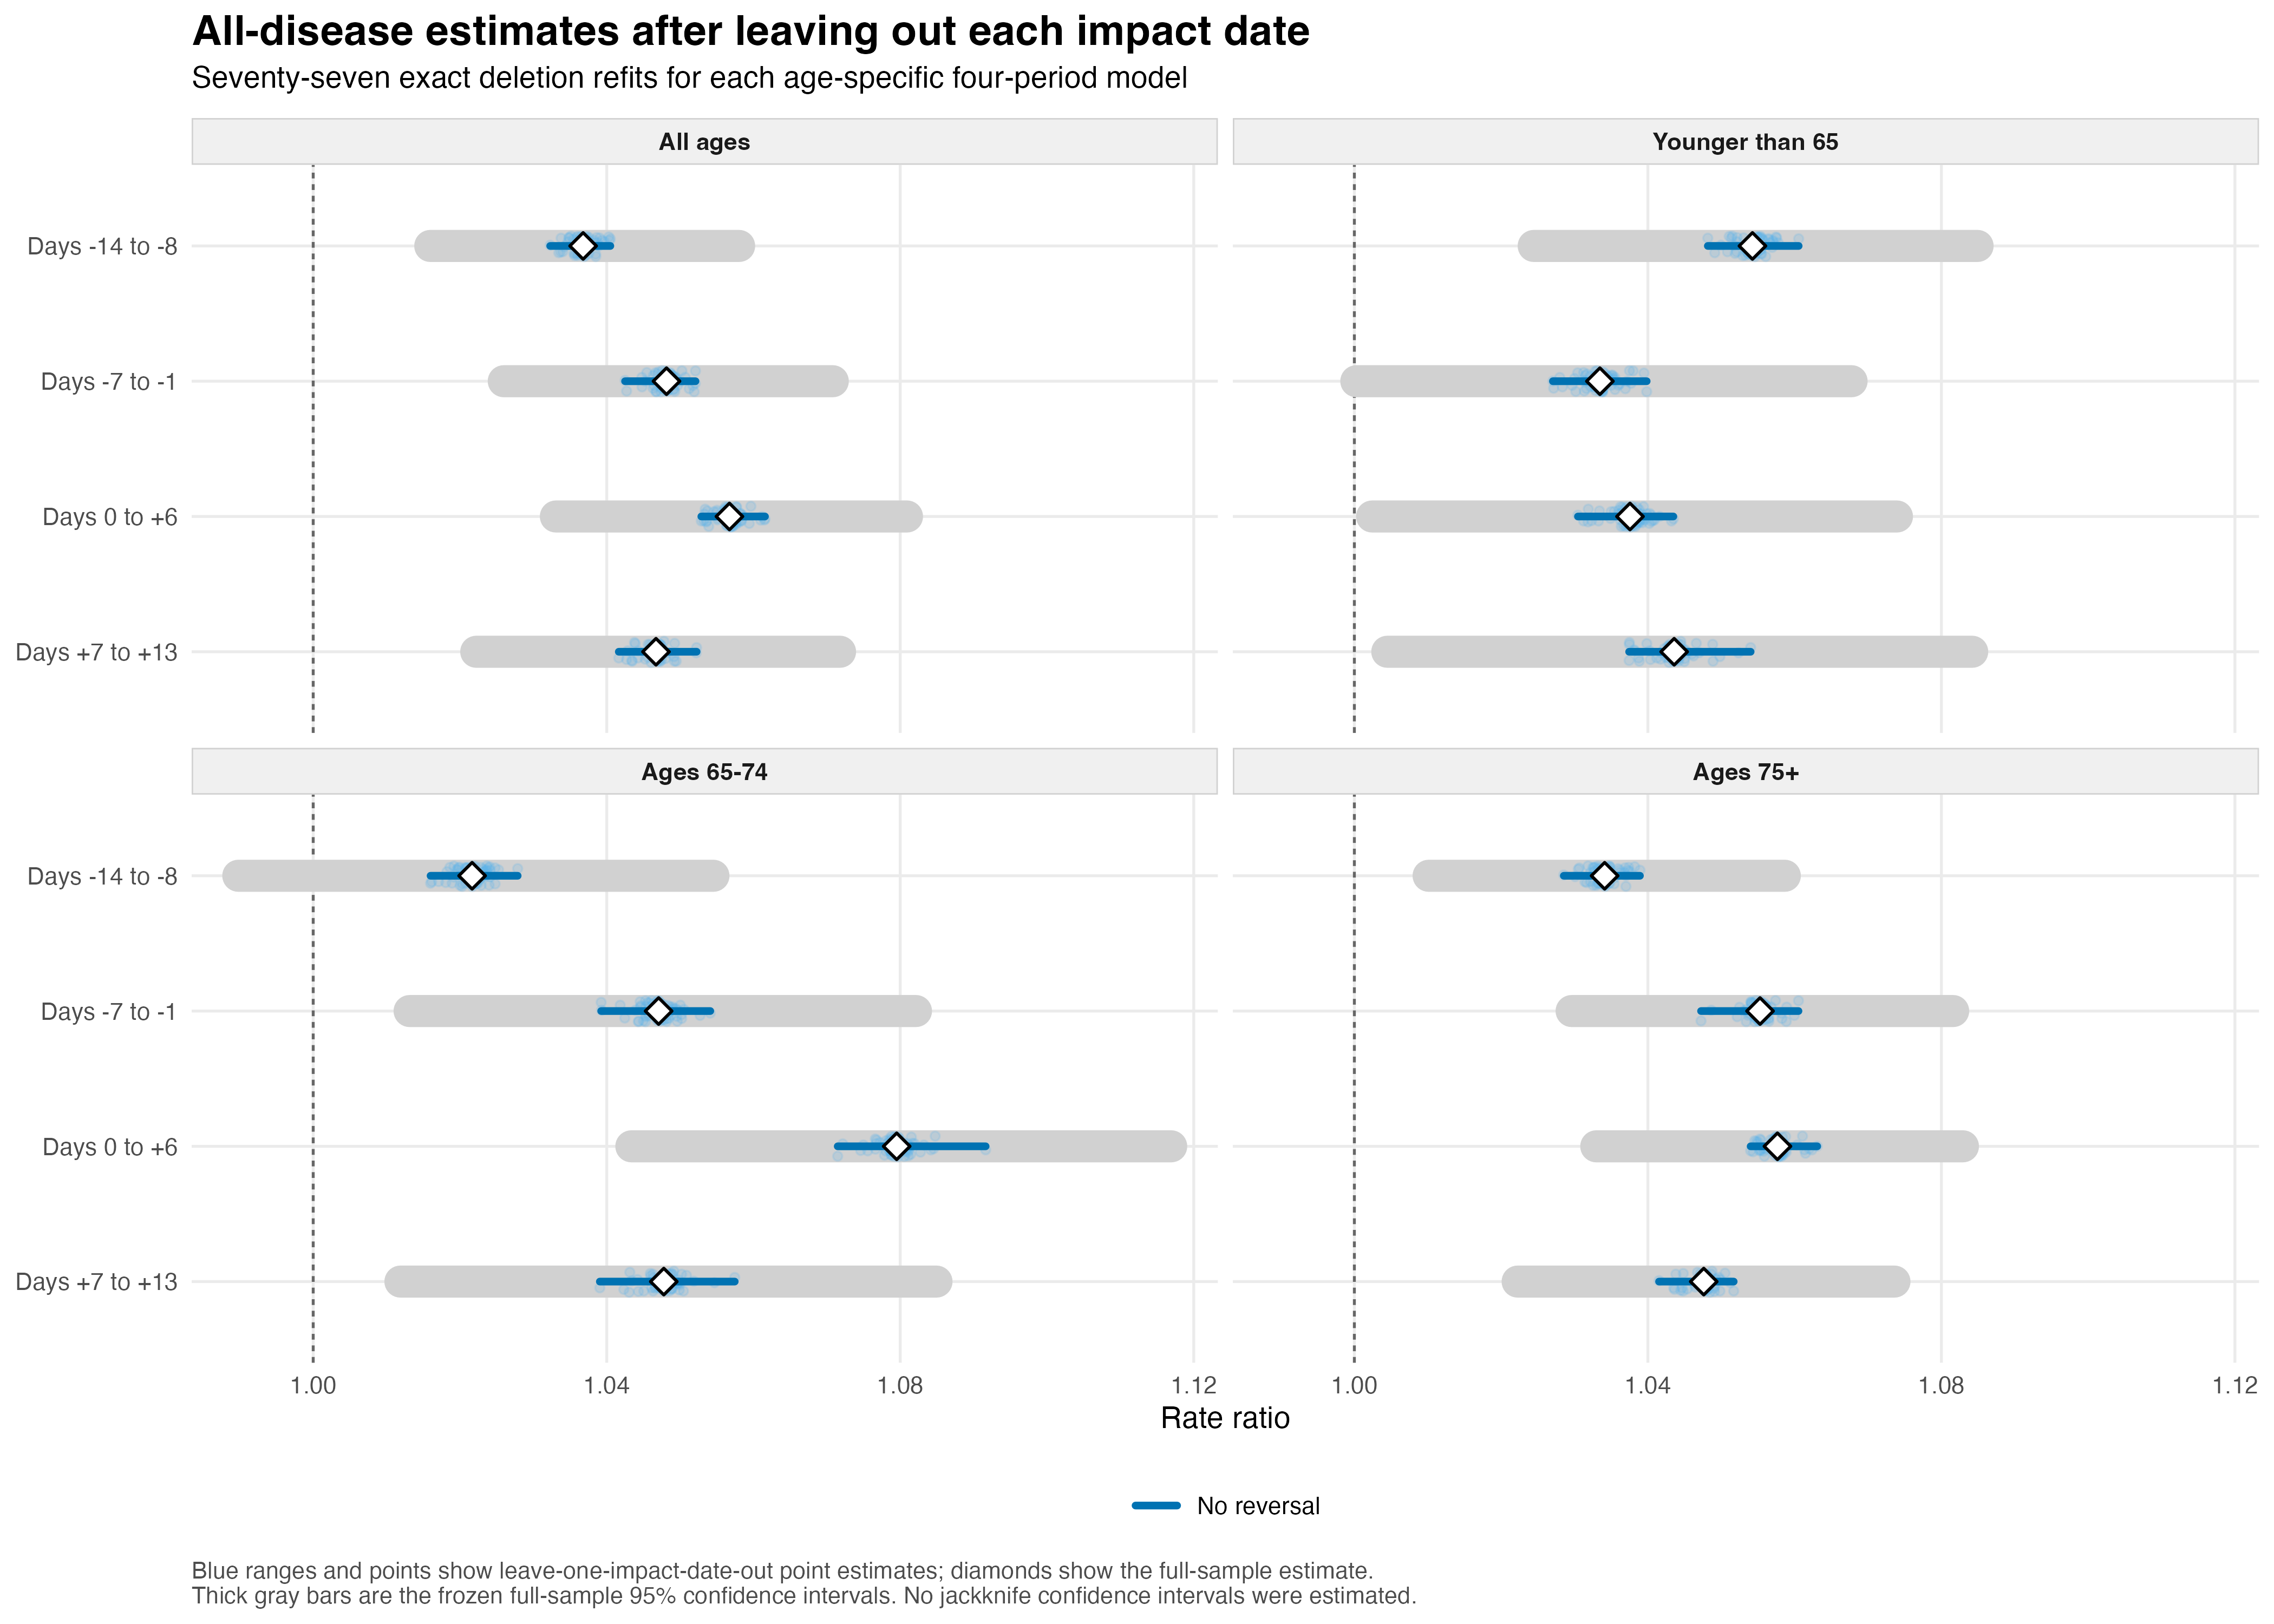 All-disease estimates after leaving out each impact date
Seventy-seven exact deletion refits for each age-specific four-period model
All ages
Younger than 65
Days -14 to -8
Days -7 to -1
Days 0 to +6
Days +7 to +13
Ages 65-74
Ages 75+
Days -14 to -8
Days -7 to -1
Days 0 to +6
Days +7 to +13
1.00 1.04 1.08 1.12 1.00 1.04 1.08 1.12
Rate ratio
No reversal
Blue ranges and points show leave-one-impact-date-out point estimates; diamonds show the full-sample estimate.
Thick gray bars are the frozen full-sample 95% confidence intervals. No jackknife confidence intervals were estimated.